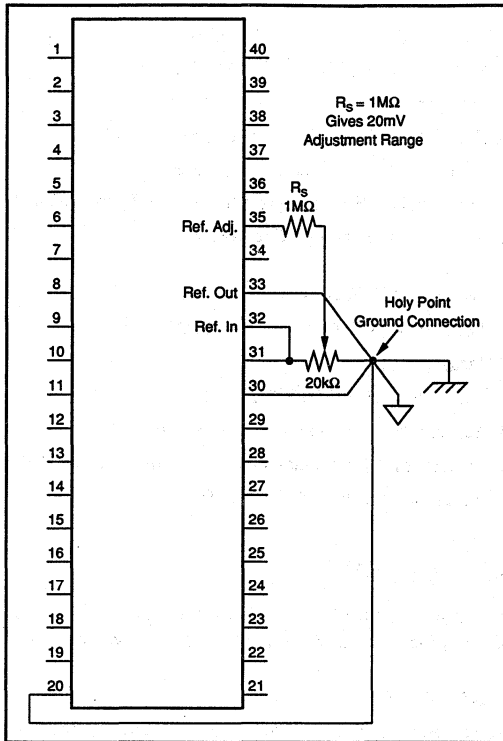 1 40
2 39
3 38
4 37
5 36
R_S = 1MΩ
Gives 20mV
Adjustment Range
R_S
1MΩ
6 Ref. Adj. 35
7 34
8 Ref. Out 33
9 Ref. In 32
Holy Point
Ground Connection
10 31
20kΩ
11 30
12 29
13 28
14 27
15 26
16 25
17 24
18 23
19 22
20 21